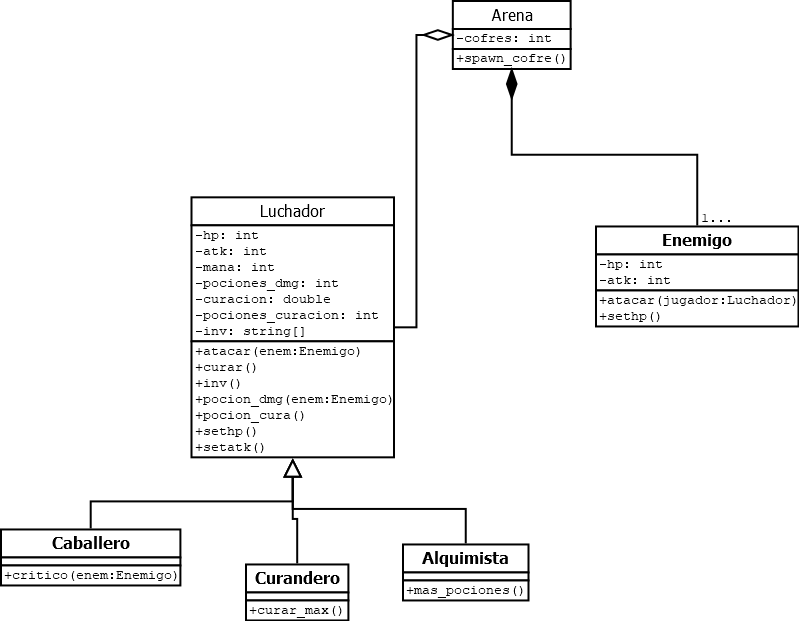 Arena
-cofres: int
+spawn_cofre()
1...
Luchador
-hp: int
-atk: int
-mana: int
-pociones_dmg: int
-curacion: double
-pociones_curacion: int
-inv: string[]
+atacar(enem:Enemigo)
+curar()
+inv()
+pocion_dmg(enem:Enemigo)
+pocion_cura()
+sethp()
+setatk()
Enemigo
-hp: int
-atk: int
+atacar(jugador:Luchador)
+sethp()
Caballero
+critico(enem:Enemigo)
Curandero
+curar_max()
Alquimista
+mas_pociones()